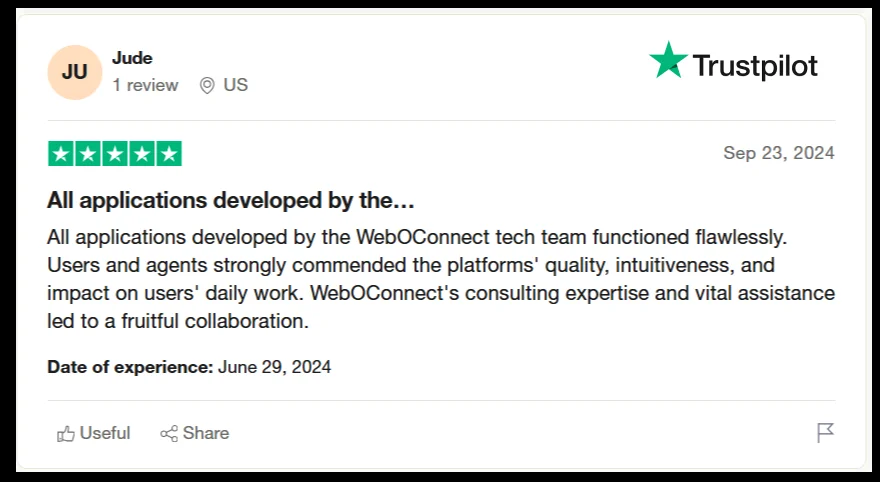 JU
Jude
1 review US
Trustpilot
Sep 23, 2024
All applications developed by the…
All applications developed by the WebOConnect tech team functioned flawlessly.
Users and agents strongly commended the platforms' quality, intuitiveness, and
impact on users' daily work. WebOConnect's consulting expertise and vital assistance
led to a fruitful collaboration.
Date of experience: June 29, 2024
Useful Share